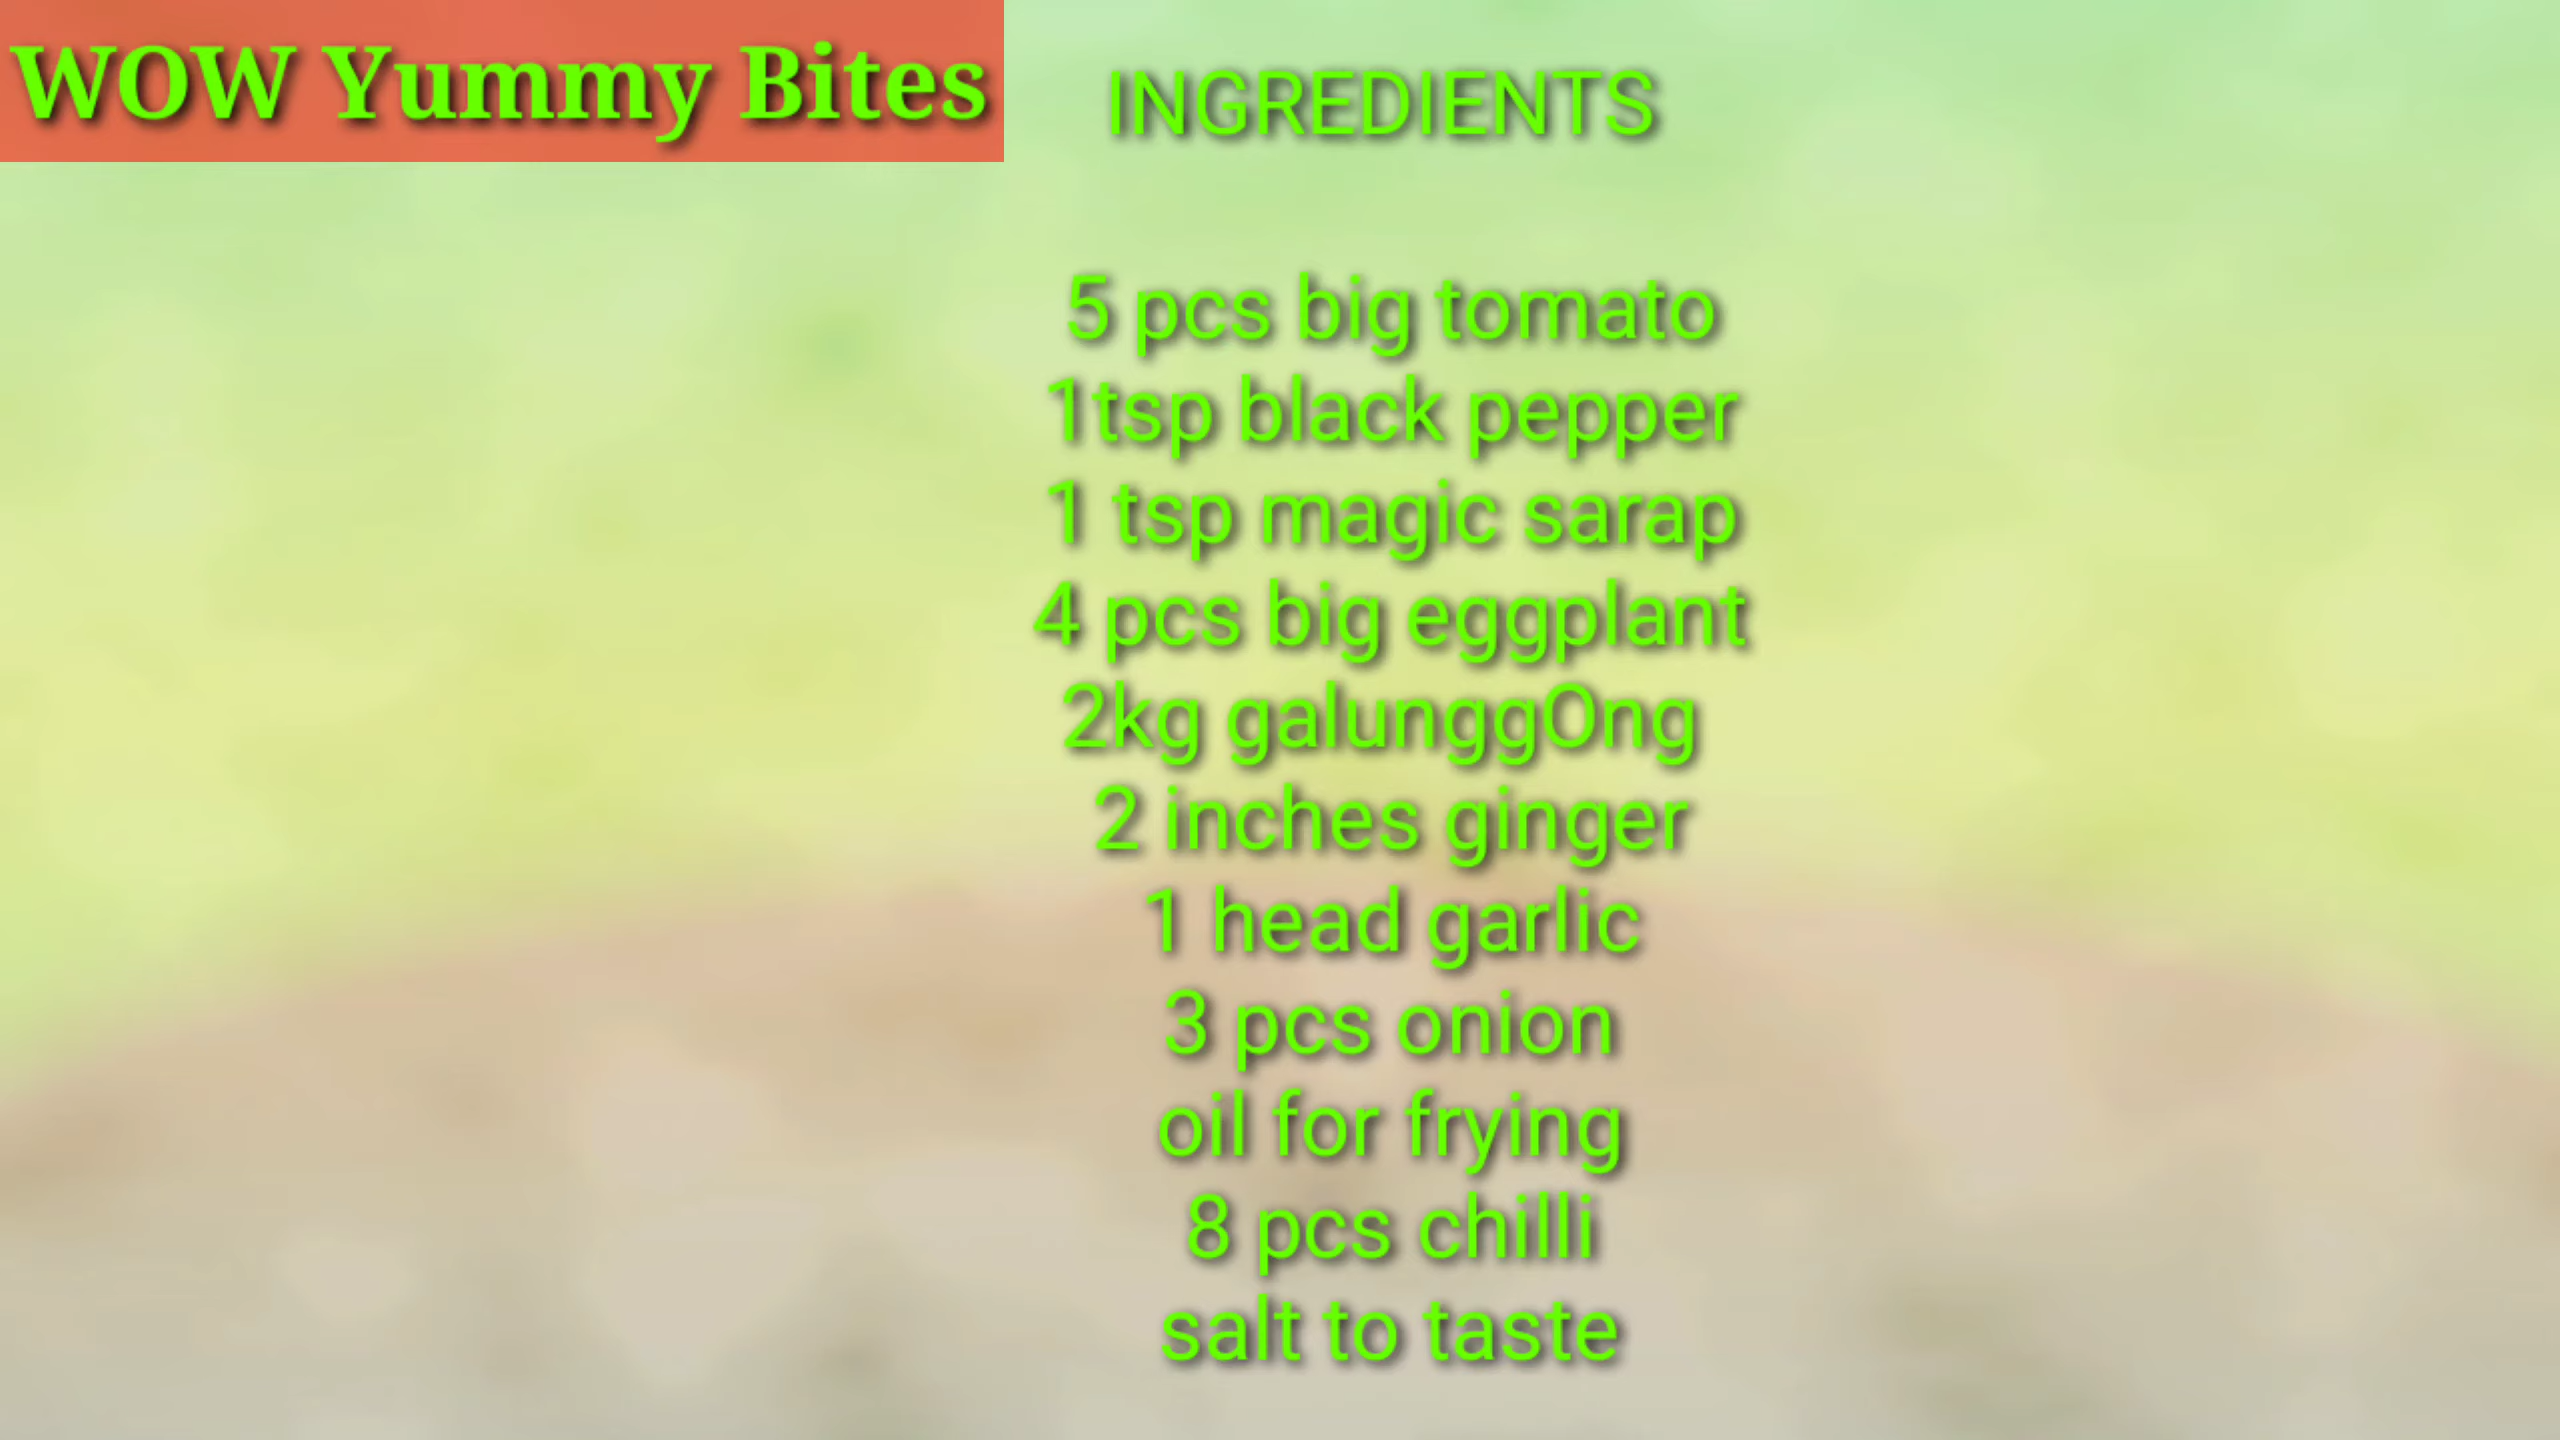 WOW Yummy Bites
INGREDIENTS
5 pcs big tomato
1tsp black pepper
1 tsp magic sarap
4 pcs big eggplant
2kg galunggOng
2 inches ginger
1 head garlic
3 pcs onion
oil for frying
8 pcs chilli
salt to taste